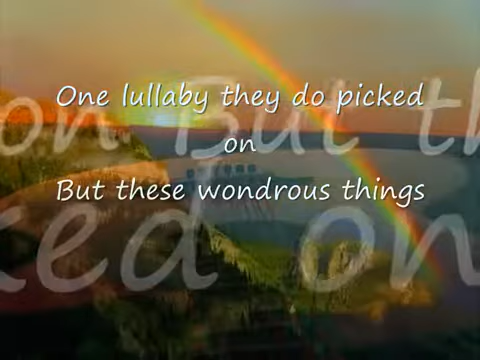 One lullaby they do picked
on
But these wondrous things